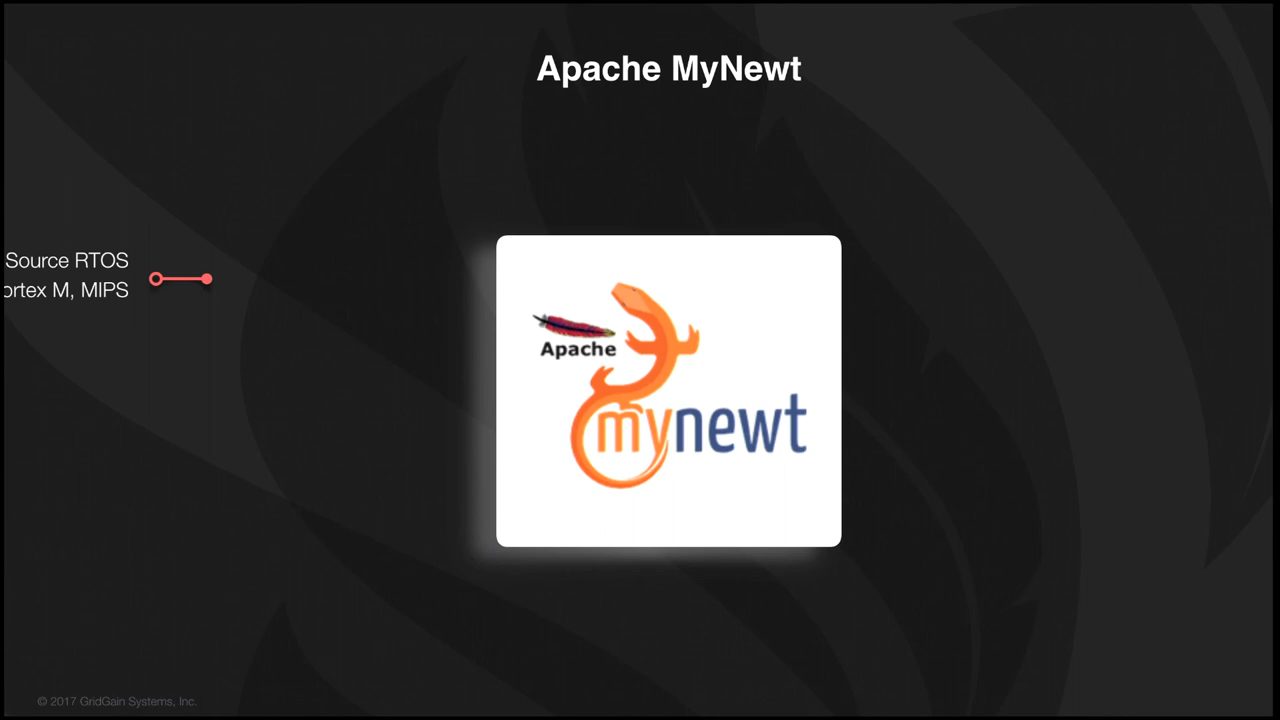 Apache MyNewt
Source RTOS
ortex M, MIPS
Apache
mynewt
© 2017 GridGain Systems, Inc.